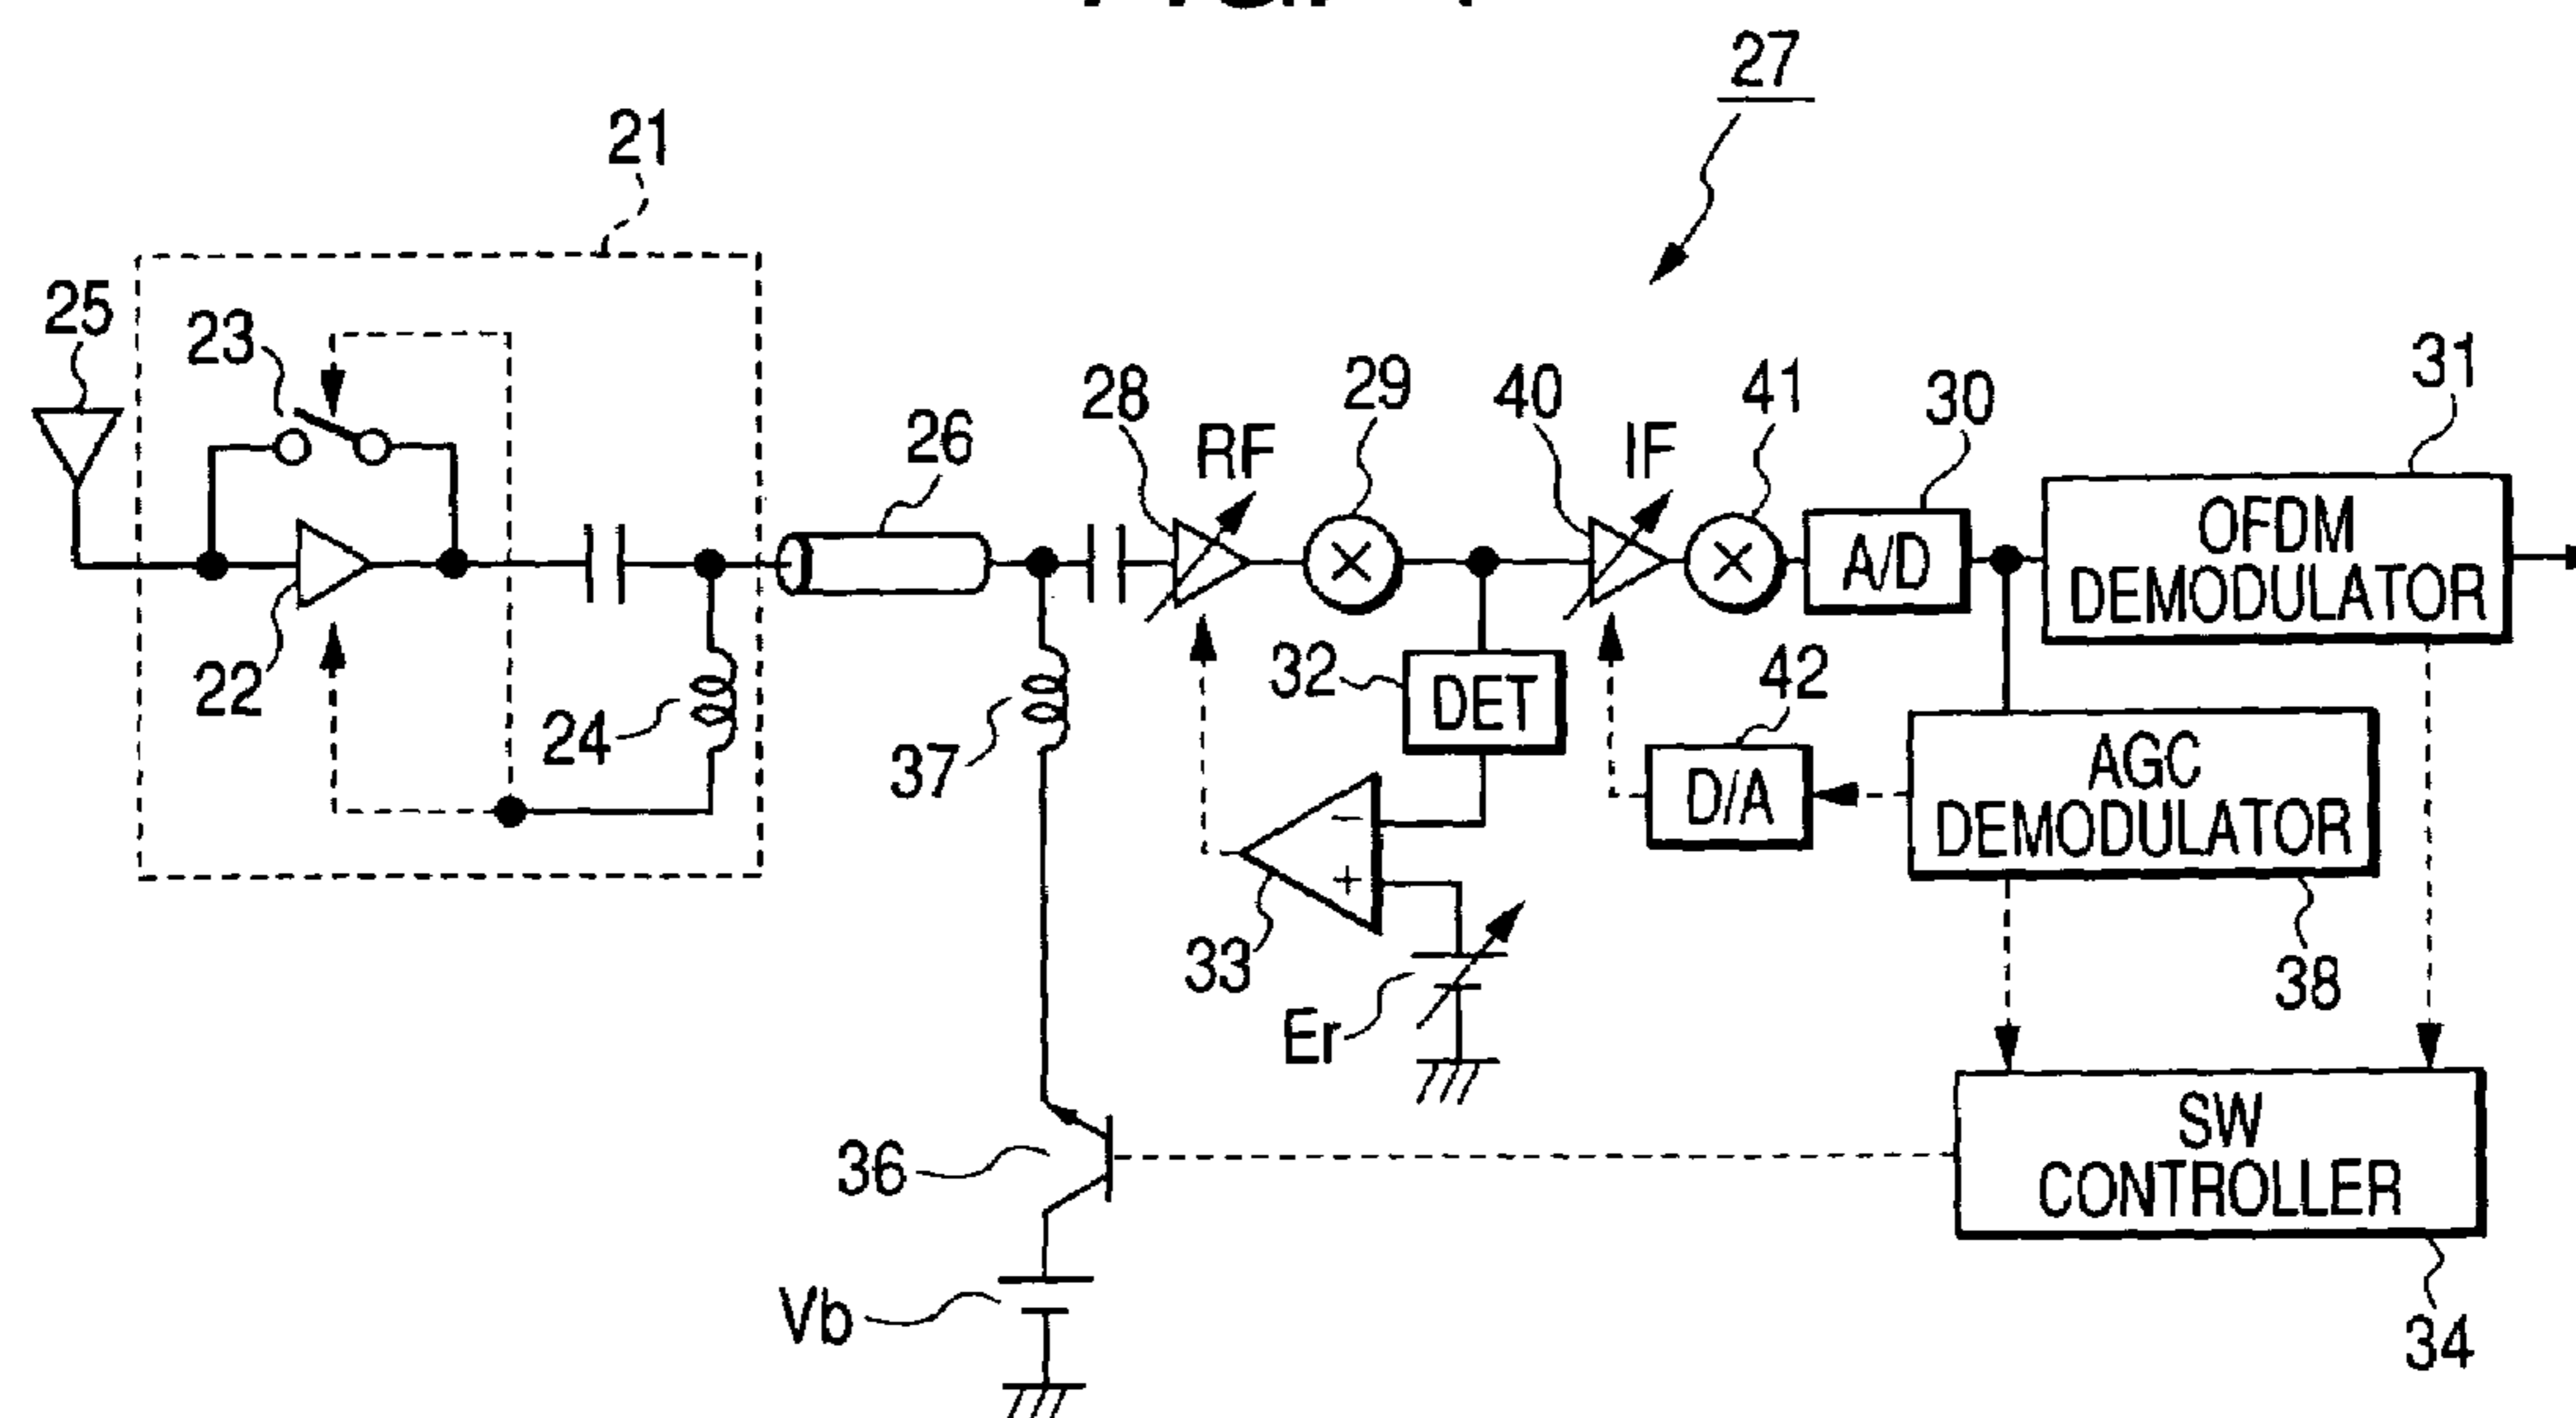 27
21
25
23
22
24
26
28
RF
29
40
IF
41
30
A/D
31
OFDM
DEMODULATOR
37
32
DET
42
D/A
AGC
DEMODULATOR
38
33
−
+
Er
36
Vb
SW
CONTROLLER
34